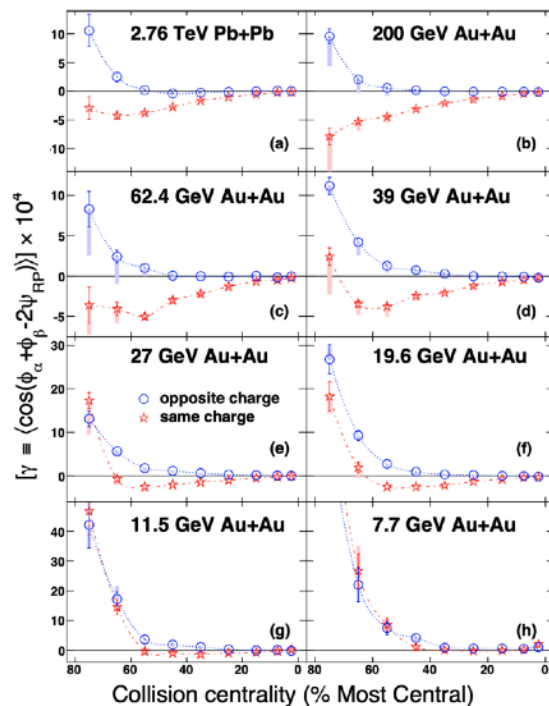 2.76 TeV Pb+Pb
200 GeV Au+Au
10
5
0
-5
-10
(a)
(b)
62.4 GeV Au+Au
39 GeV Au+Au
10
5
0
-5
(c)
(d)
27 GeV Au+Au
19.6 GeV Au+Au
30
20
10
0
opposite charge
same charge
(e)
(f)
11.5 GeV Au+Au
7.7 GeV Au+Au
40
30
20
10
0
(g)
(h)
80 60 40 20 0
80 60 40 20 0
[γ ≡ ⟨cos(ϕα+ϕβ-2ψRP)⟩] × 10⁴
Collision centrality (% Most Central)